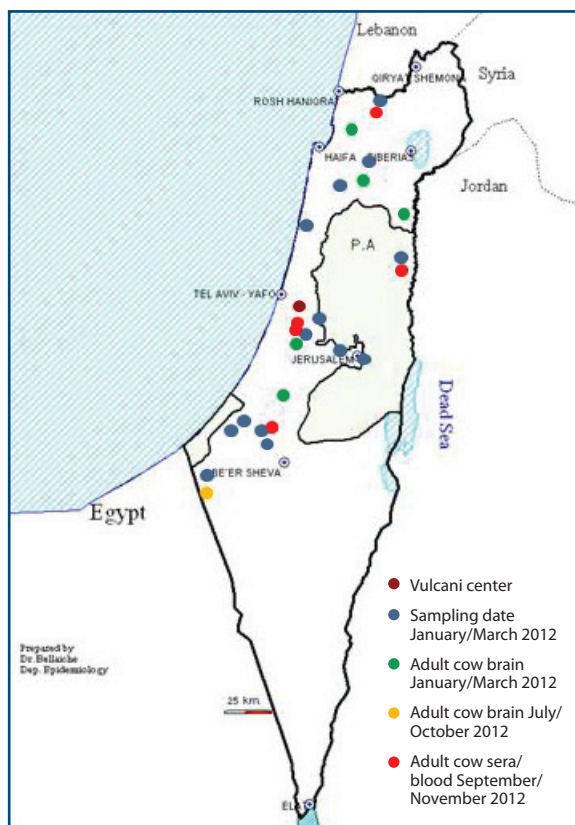 Lebanon
Syria
QIRYAT SHEMONA
ROSH HANIQRA
HAIFA
TIBERIAS
Jordan
P.A
TEL AVIV - YAFO
JERUSALEM
Dead Sea
BE'ER SHEVA
Egypt
Vulcani center
Sampling date
January/March 2012
Adult cow brain
January/March 2012
Adult cow brain July/
October 2012
Adult cow sera/
blood September/
November 2012
Prepared by
Dr. Bellaiche
Dep. Epidemiology
25 km.